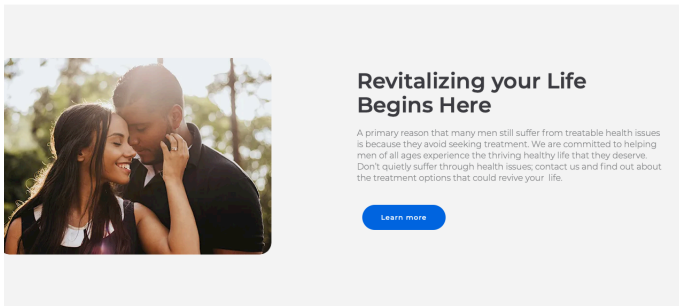 Revitalizing your Life
Begins Here
A primary reason that many men still suffer from treatable health issues
is because they avoid seeking treatment. We are committed to helping
men of all ages experience the thriving healthy life that they deserve.
Don't quietly suffer through health issues; contact us and find out about
the treatment options that could revive your  life.
Learn more